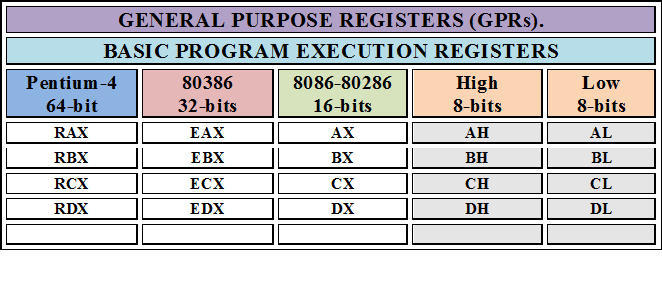 GENERAL PURPOSE REGISTERS (GPRs).
BASIC PROGRAM EXECUTION REGISTERS
Pentium-4 80386 8086-80286 High Low
64-bit 32-bits 16-bits 8-bits 8-bits
RAX EAX AX AH AL
RBX EBX BX BH BL
RCX ECX CX CH CL
RDX EDX DX DH DL